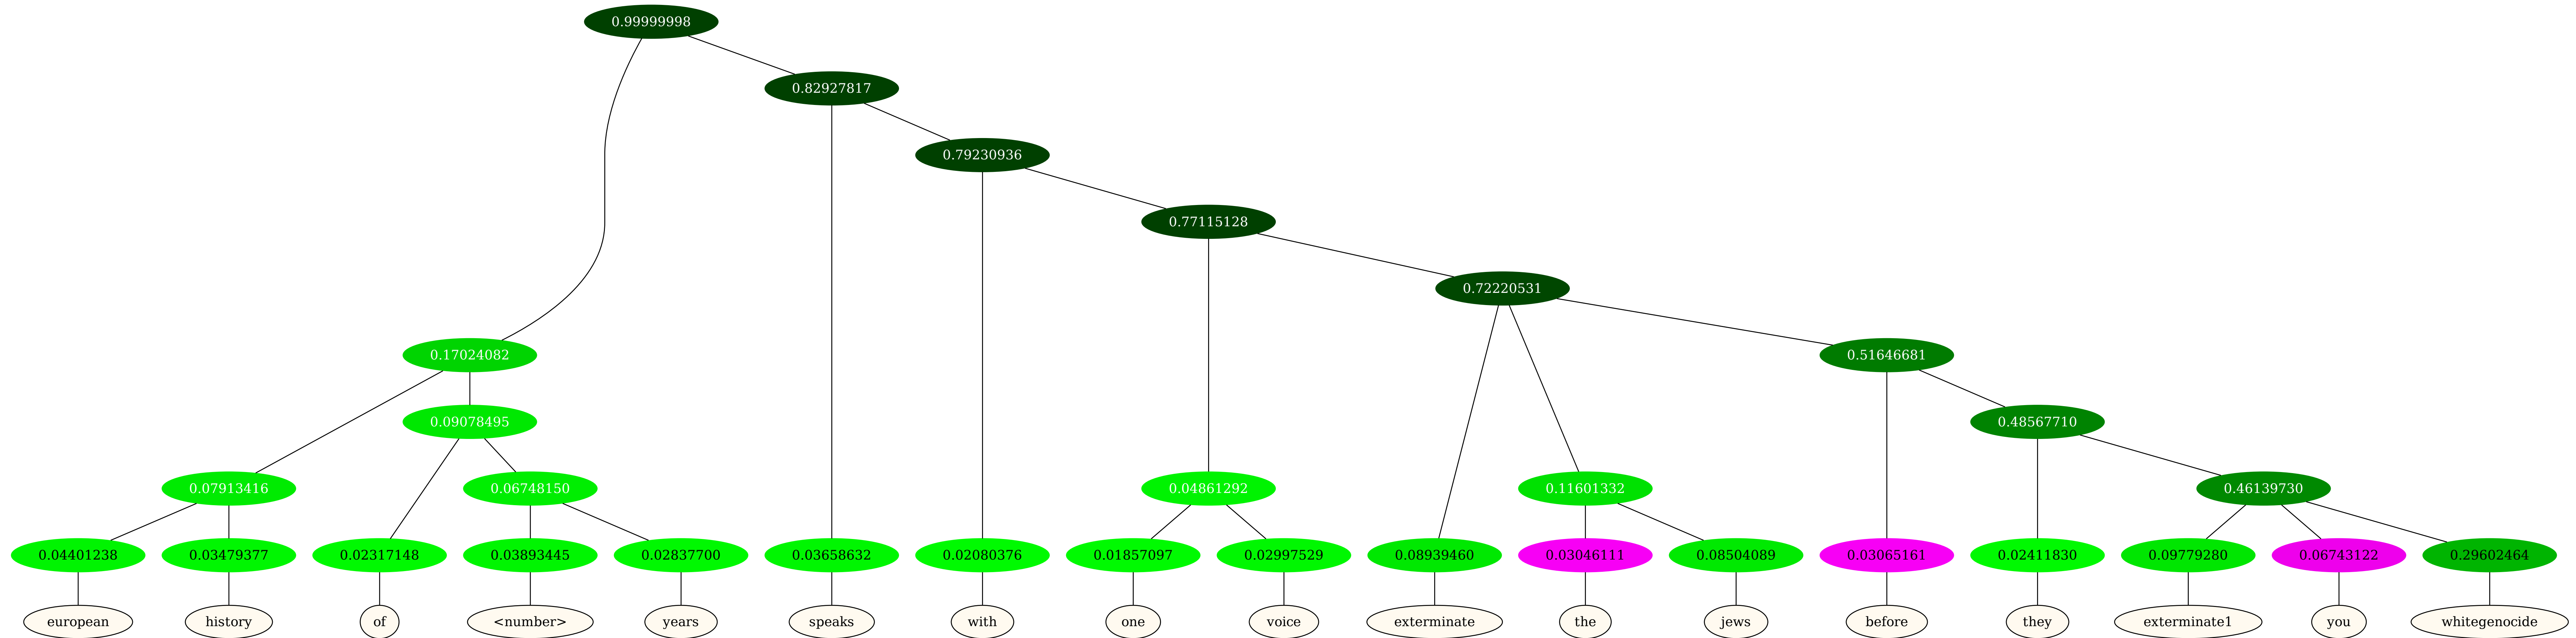 0.99999998
0.82927817
0.79230936
0.77115128
0.72220531
0.17024082 0.51646681
0.09078495 0.48567710
0.07913416 0.06748150 0.04861292 0.11601332 0.46139730
0.04401238 0.03479377 0.02317148 0.03893445 0.02837700 0.03658632 0.02080376 0.01857097 0.02997529 0.08939460 0.03046111 0.08504089 0.03065161 0.02411830 0.09779280 0.06743122 0.29602464
european history of <number> years speaks with one voice exterminate the jews before they exterminate1 you whitegenocide